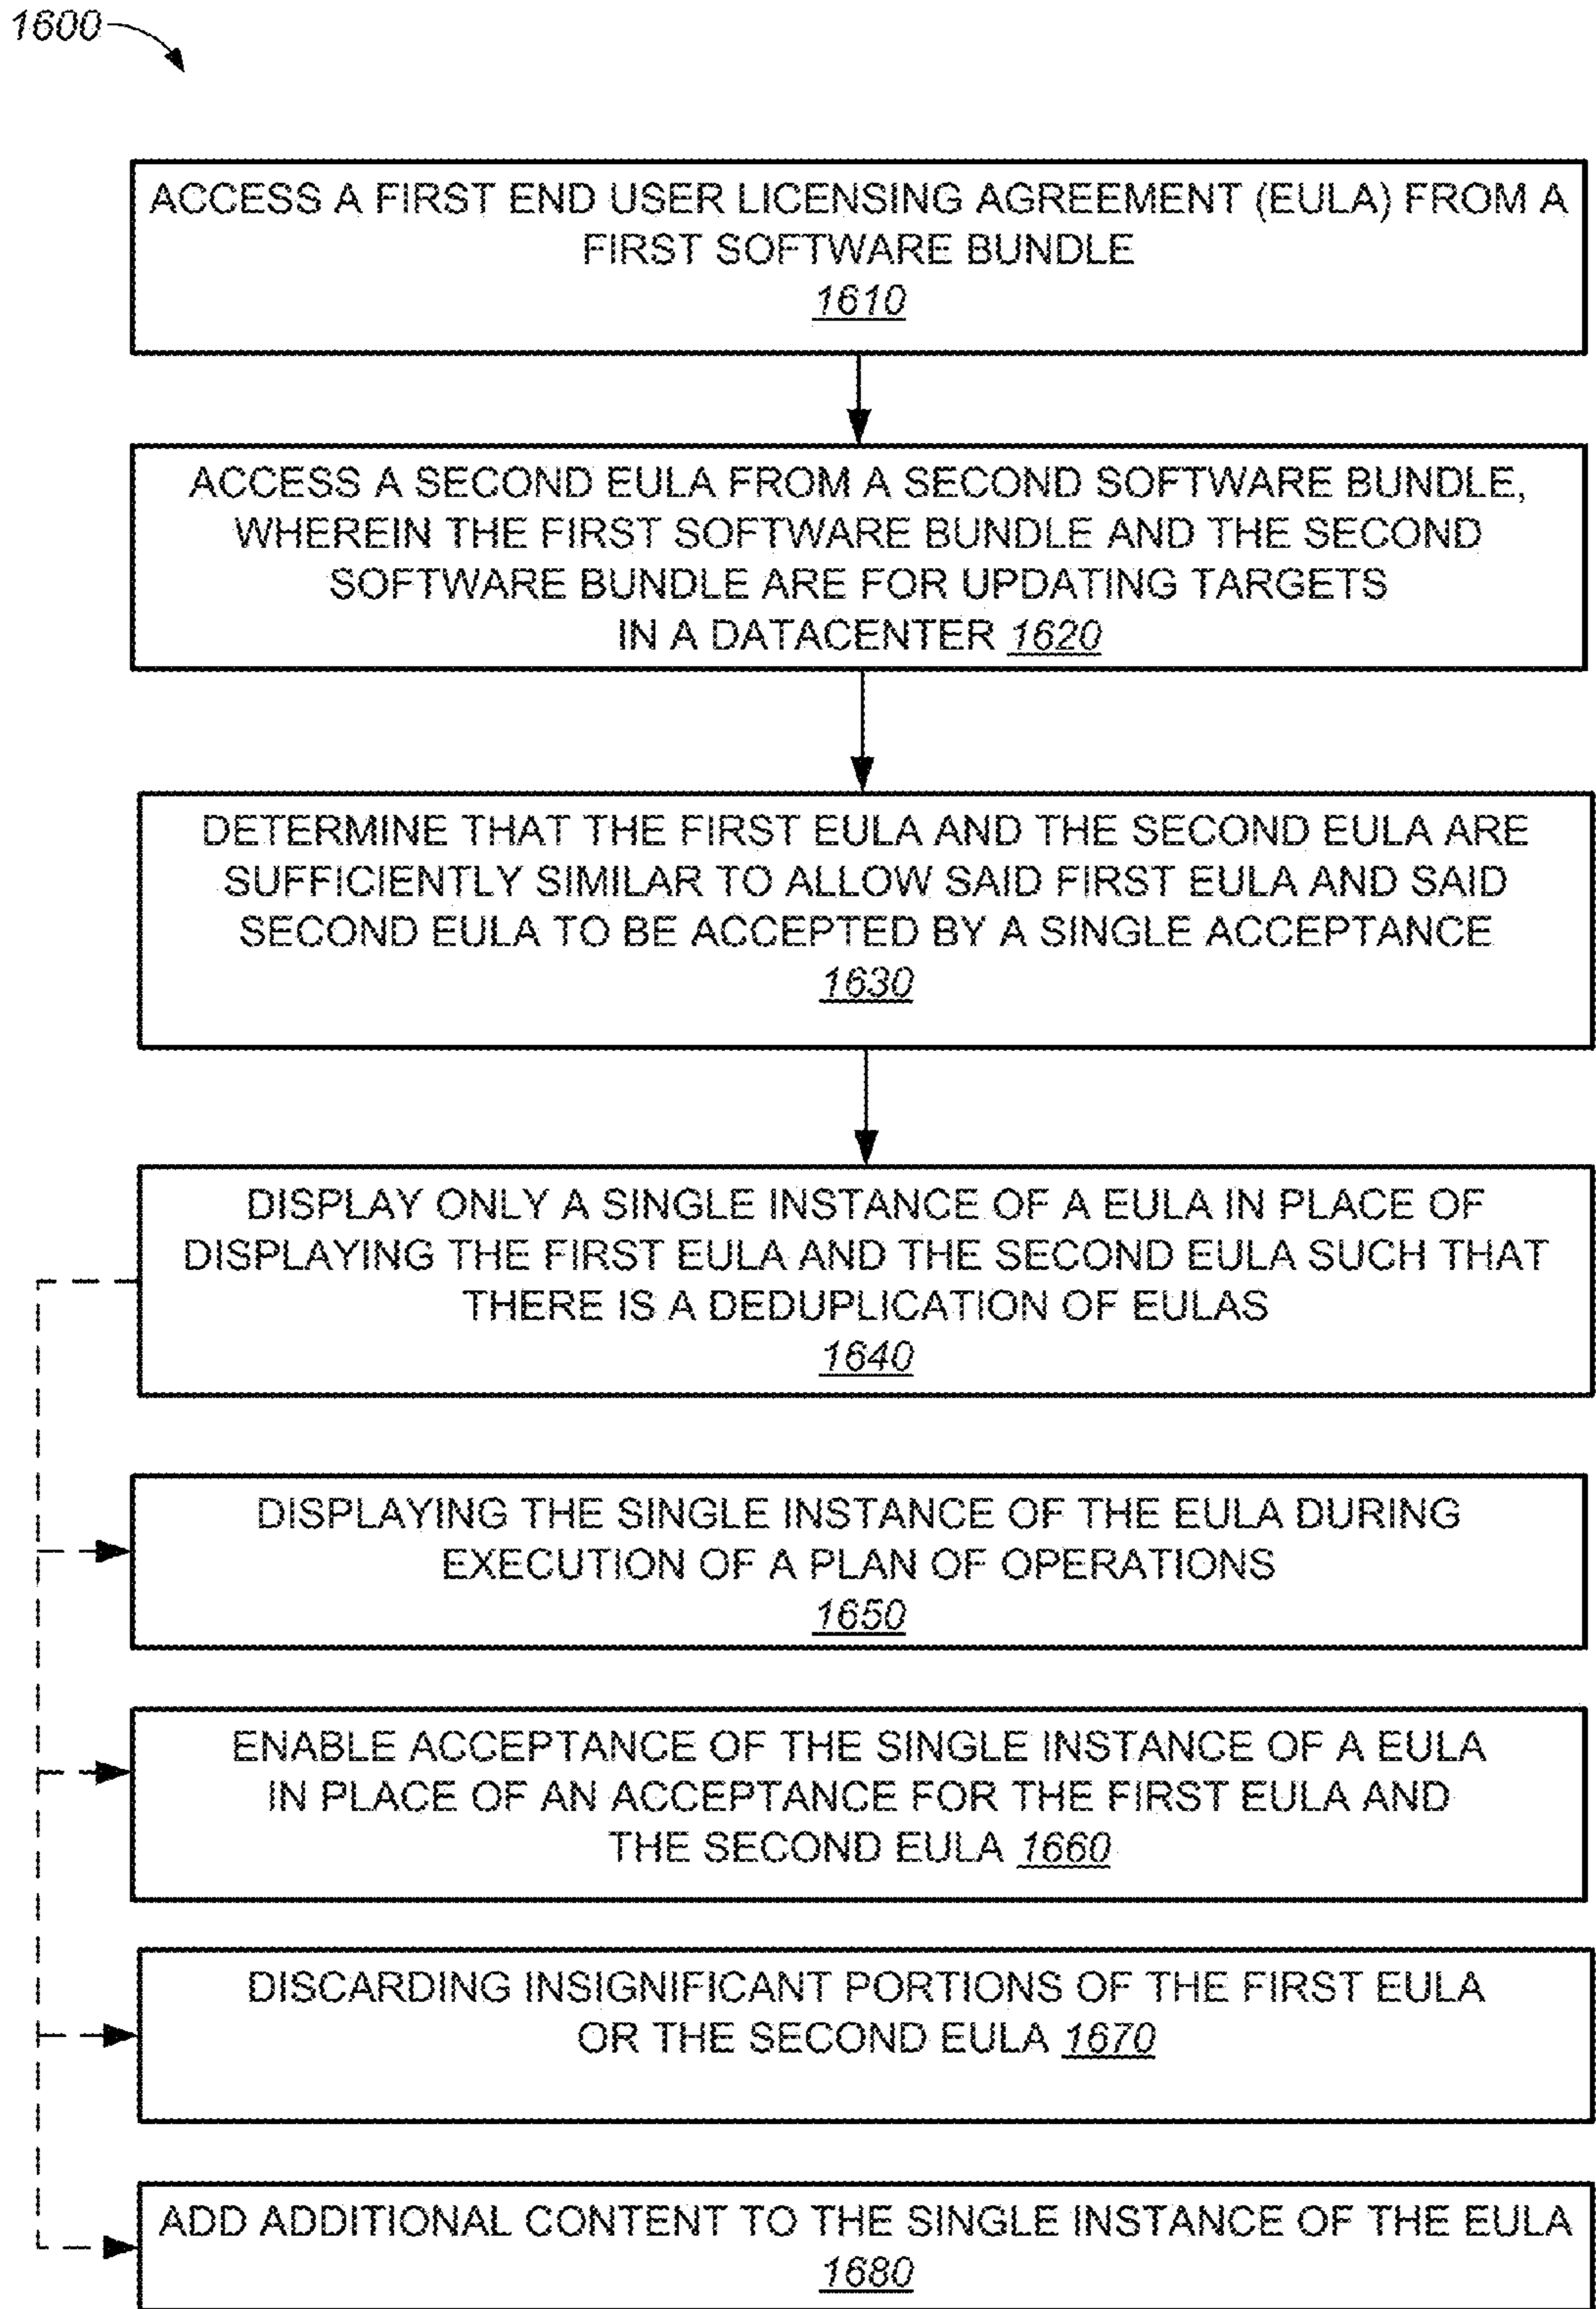 1600
ACCESS A FIRST END USER LICENSING AGREEMENT (EULA) FROM A
FIRST SOFTWARE BUNDLE
1610
ACCESS A SECOND EULA FROM A SECOND SOFTWARE BUNDLE,
WHEREIN THE FIRST SOFTWARE BUNDLE AND THE SECOND
SOFTWARE BUNDLE ARE FOR UPDATING TARGETS
IN A DATACENTER 1620
DETERMINE THAT THE FIRST EULA AND THE SECOND EULA ARE
SUFFICIENTLY SIMILAR TO ALLOW SAID FIRST EULA AND SAID
SECOND EULA TO BE ACCEPTED BY A SINGLE ACCEPTANCE
1630
DISPLAY ONLY A SINGLE INSTANCE OF A EULA IN PLACE OF
DISPLAYING THE FIRST EULA AND THE SECOND EULA SUCH THAT
THERE IS A DEDUPLICATION OF EULAS
1640
DISPLAYING THE SINGLE INSTANCE OF THE EULA DURING
EXECUTION OF A PLAN OF OPERATIONS
1650
ENABLE ACCEPTANCE OF THE SINGLE INSTANCE OF A EULA
IN PLACE OF AN ACCEPTANCE FOR THE FIRST EULA AND
THE SECOND EULA 1660
DISCARDING INSIGNIFICANT PORTIONS OF THE FIRST EULA
OR THE SECOND EULA 1670
ADD ADDITIONAL CONTENT TO THE SINGLE INSTANCE OF THE EULA
1680